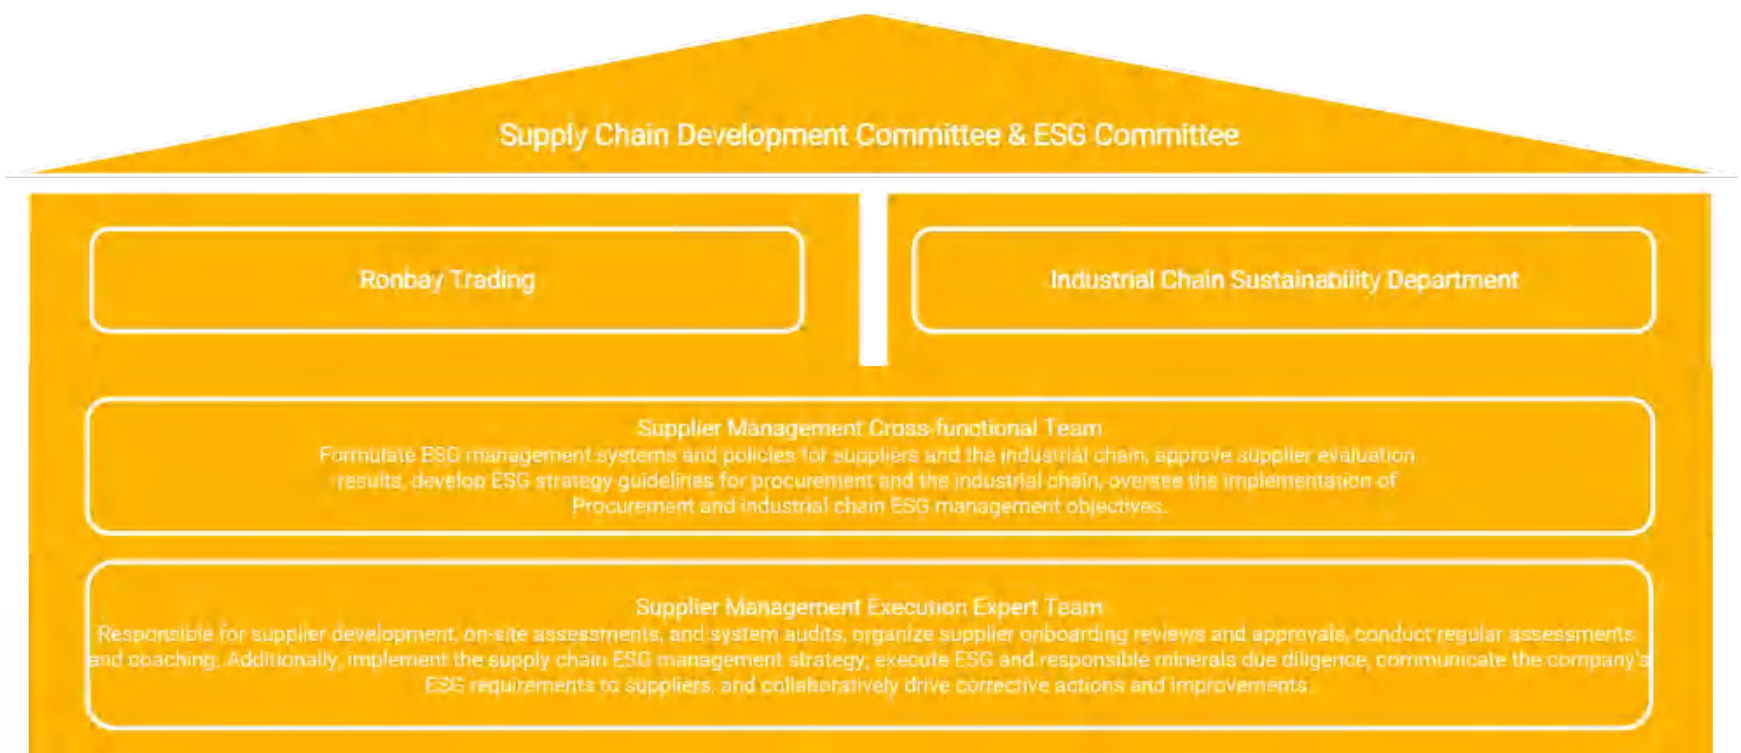 Supply Chain Development Committee & ESG Committee
Ronbay Trading
Industrial Chain Sustainability Department
Supplier Management Cross-functional Team
Formulate ESG management systems and policies for suppliers and the industrial chain, approve supplier evaluation
results, develop ESG strategy guidelines for procurement and the industrial chain, oversee the implementation of
Procurement and industrial chain ESG management objectives.
Supplier Management Execution Expert Team
Responsible for supplier development, on-site assessments, and system audits, organize supplier onboarding reviews and approvals, conduct regular assessments
and coaching. Additionally, implement the supply chain ESG management strategy, execute ESG and responsible minerals due diligence, communicate the company's
ESG requirements to suppliers, and collaboratively drive corrective actions and improvements.